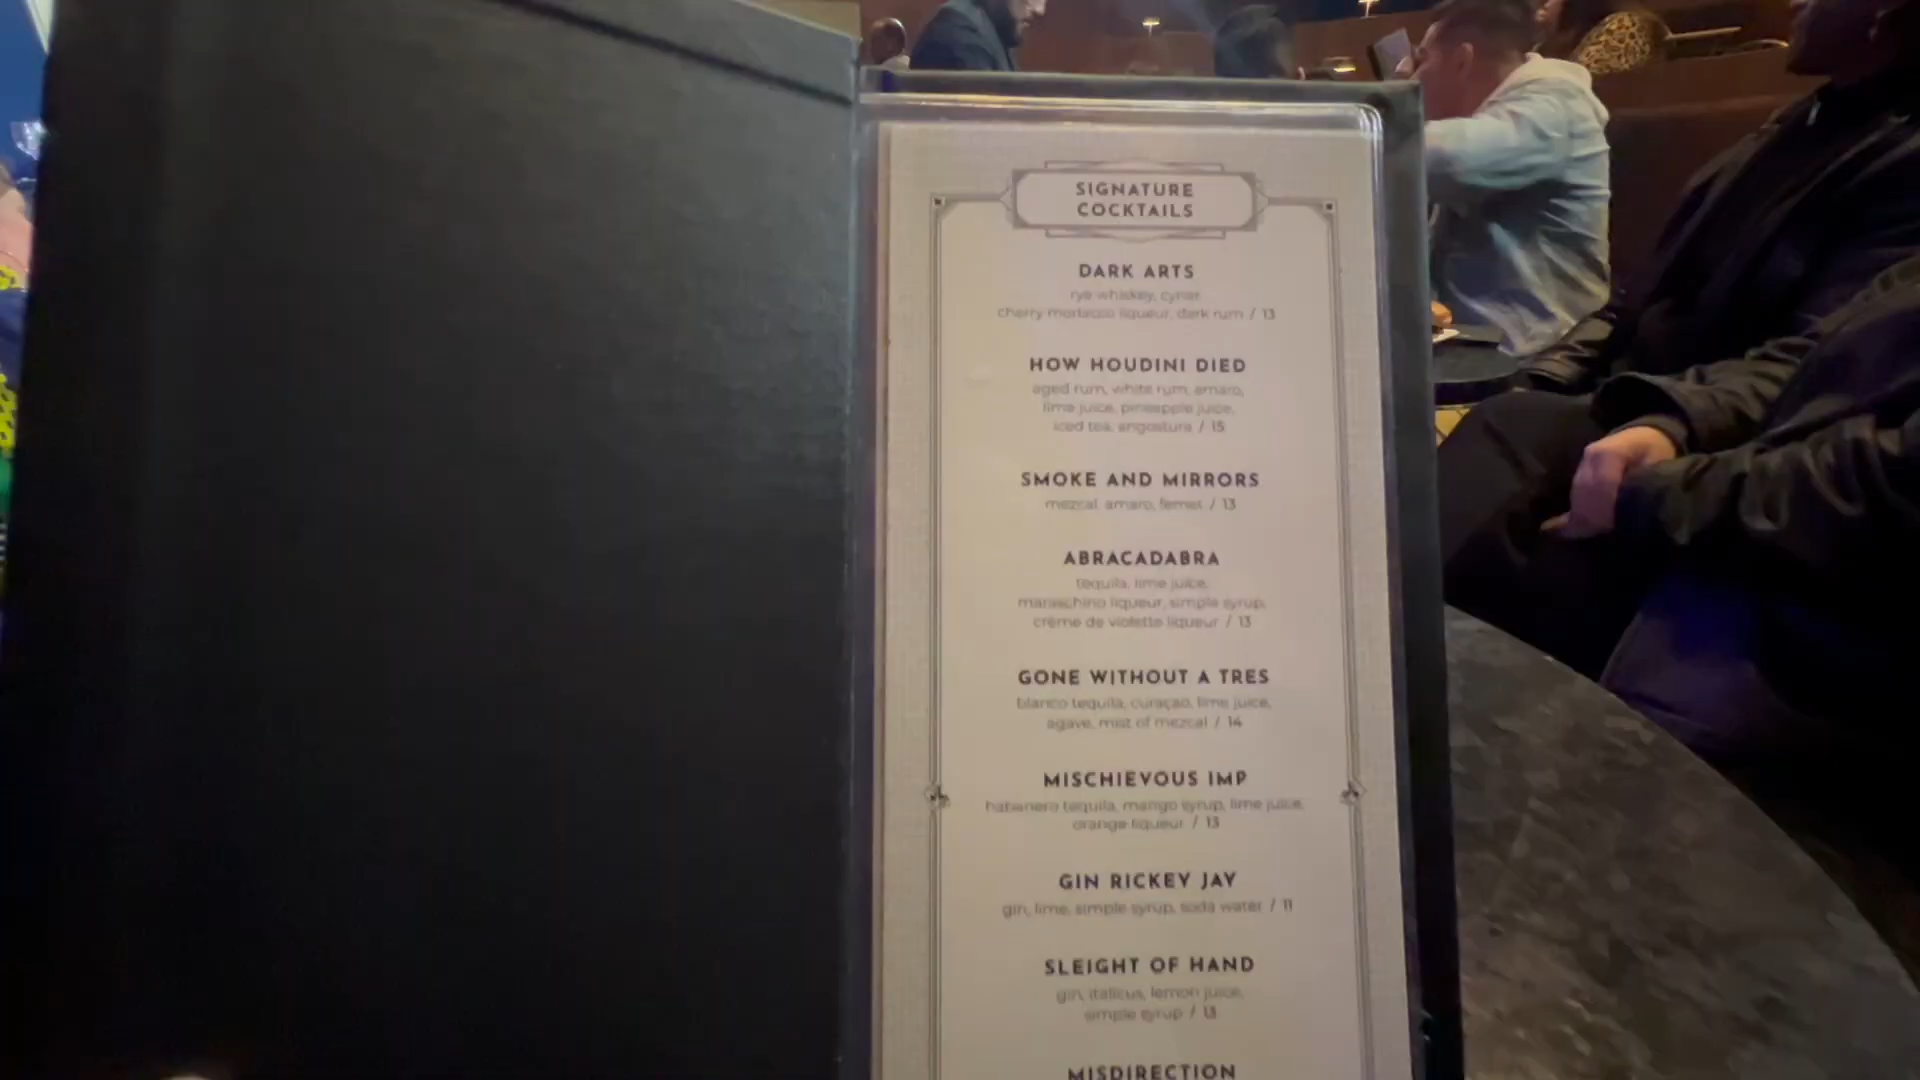 SIGNATURE
COCKTAILS
DARK ARTS
rye whiskey, cynar,
cherry morlacco liqueur, dark rum / 13
HOW HOUDINI DIED
aged rum, white rum, amaro,
lime juice, pineapple juice,
iced tea, angostura / 15
SMOKE AND MIRRORS
mezcal, amaro, fernet / 13
ABRACADABRA
tequila, lime juice,
maraschino liqueur, simple syrup,
crème de violette liqueur / 13
GONE WITHOUT A TRES
blanco tequila, curaçao, lime juice,
agave, mist of mezcal / 14
MISCHIEVOUS IMP
habanero tequila, mango syrup, lime juice,
orange liqueur / 13
GIN RICKEY JAY
gin, lime, simple syrup, soda water / 11
SLEIGHT OF HAND
gin, italicus, lemon juice,
simple syrup / 13
MISDIRECTION